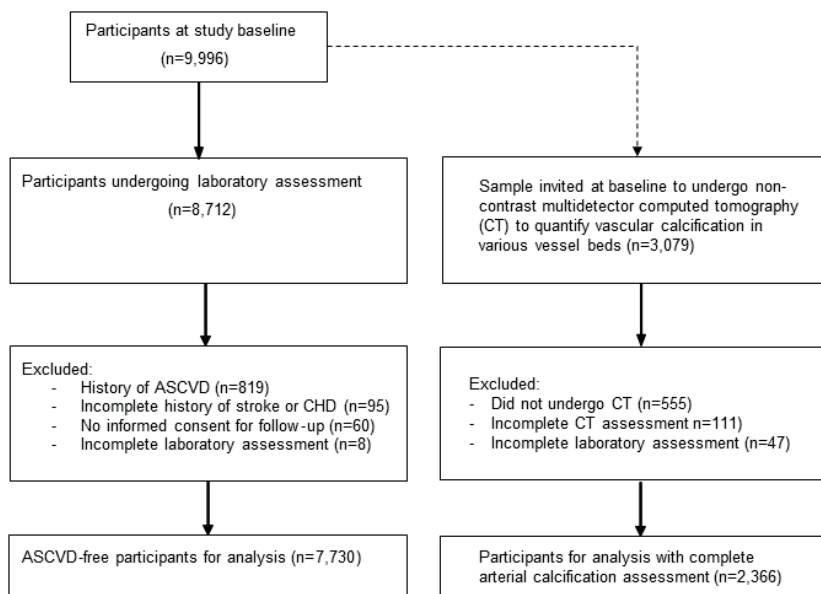 Participants at study baseline
(n=9,996)
Participants undergoing laboratory assessment
(n=8,712)
Sample invited at baseline to undergo non-
contrast multidetector computed tomography
(CT) to quantify vascular calcification in
various vessel beds (n=3,079)
Excluded:
- History of ASCVD (n=819)
- Incomplete history of stroke or CHD (n=95)
- No informed consent for follow-up (n=60)
- Incomplete laboratory assessment (n=8)
Excluded:
- Did not undergo CT (n=555)
- Incomplete CT assessment n=111)
- Incomplete laboratory assessment (n=47)
ASCVD-free participants for analysis (n=7,730)
Participants for analysis with complete
arterial calcification assessment (n=2,366)